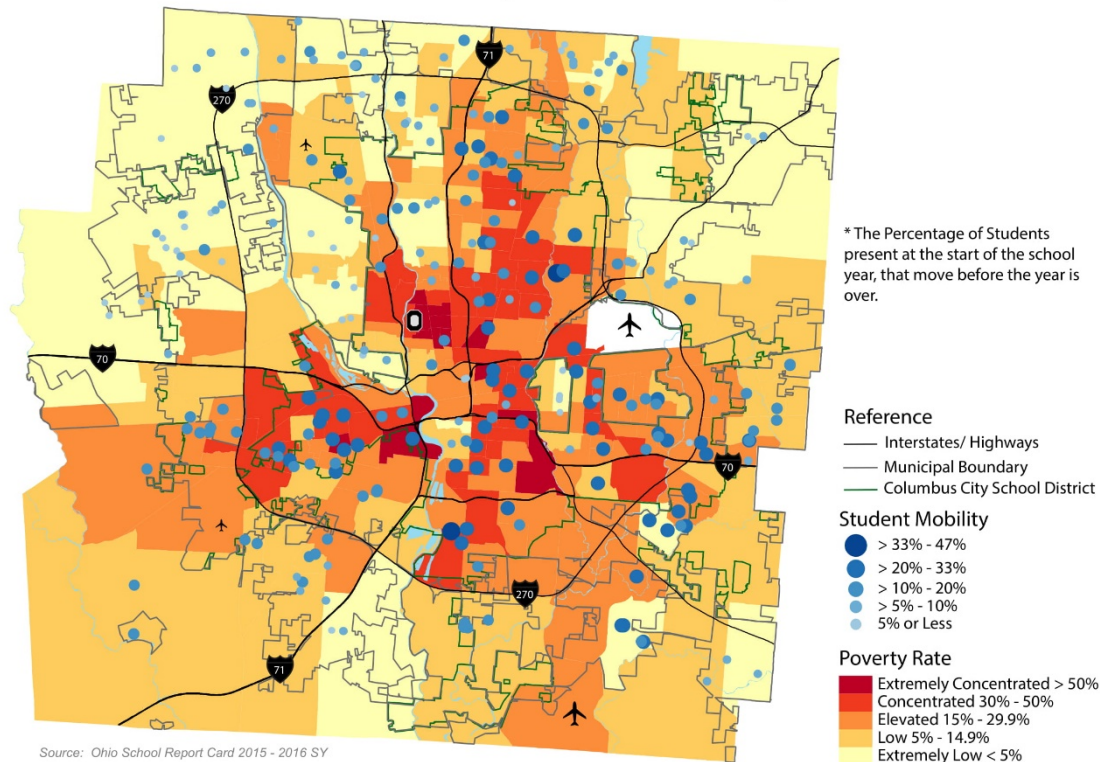 71
270
* The Percentage of Students
present at the start of the school
year, that move before the year is
over.
70
Reference
Interstates/ Highways
Municipal Boundary
Columbus City School District
70
Student Mobility
> 33% - 47%
> 20% - 33%
> 10% - 20%
> 5% - 10%
5% or Less
270
71
Poverty Rate
Extremely Concentrated > 50%
Concentrated 30% - 50%
Elevated 15% - 29.9%
Low 5% - 14.9%
Extremely Low < 5%
Source: Ohio School Report Card 2015 - 2016 SY